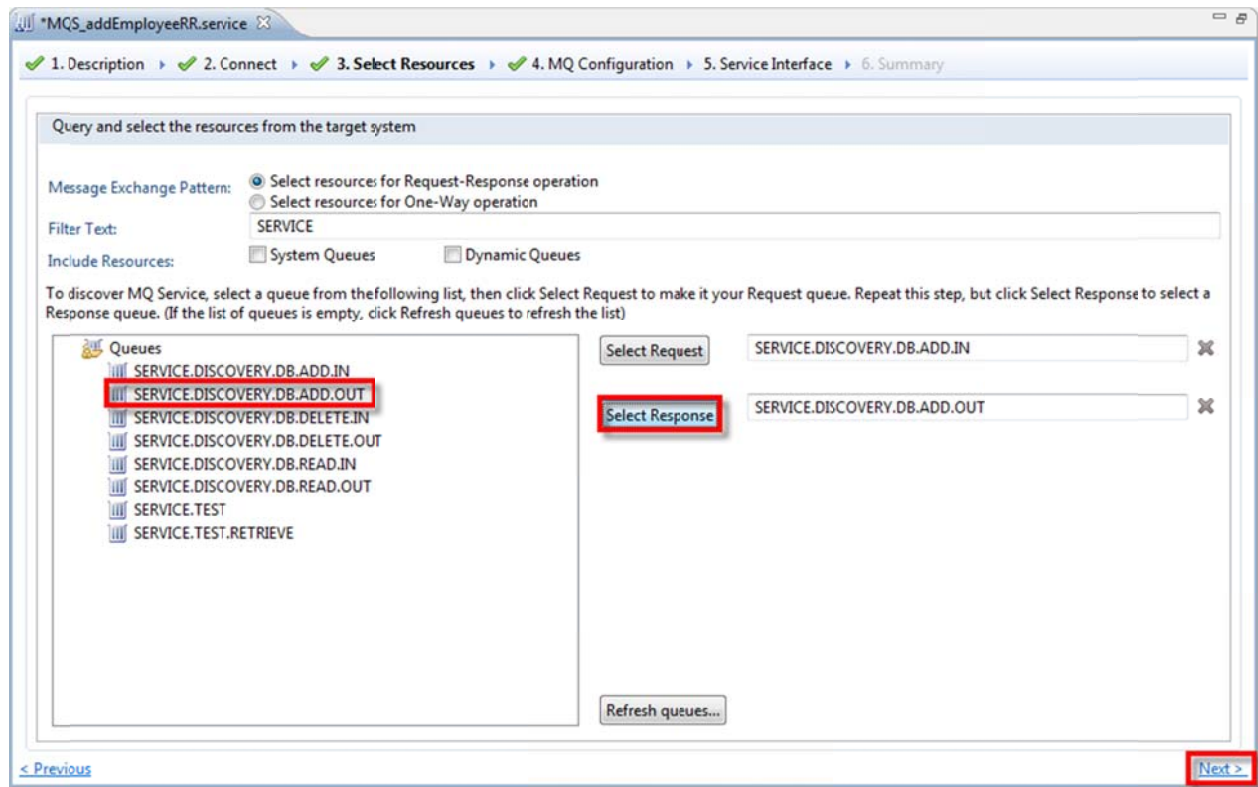 *MQS_addEmployeeRR.service
1. Description 2. Connect 3. Select Resources 4. MQ Configuration 5. Service Interface 6. Summary
Query and select the resources from the target system
Message Exchange Pattern: Select resources for Request-Response operation
Select resources for One-Way operation
Filter Text: SERVICE
Include Resources: System Queues Dynamic Queues
To discover MQ Service, select a queue from thefollowing list, then click Select Request to make it your Request queue. Repeat this step, but click Select Response to select a
Response queue. (If the list of queues is empty, click Refresh queues to refresh the list)
Queues
SERVICE.DISCOVERY.DB.ADD.IN
SERVICE.DISCOVERY.DB.ADD.OUT
SERVICE.DISCOVERY.DB.DELETE.IN
SERVICE.DISCOVERY.DB.DELETE.OUT
SERVICE.DISCOVERY.DB.READ.IN
SERVICE.DISCOVERY.DB.READ.OUT
SERVICE.TEST
SERVICE.TEST.RETRIEVE
Select Request SERVICE.DISCOVERY.DB.ADD.IN
Select Response SERVICE.DISCOVERY.DB.ADD.OUT
Refresh queues...
< Previous
Next >